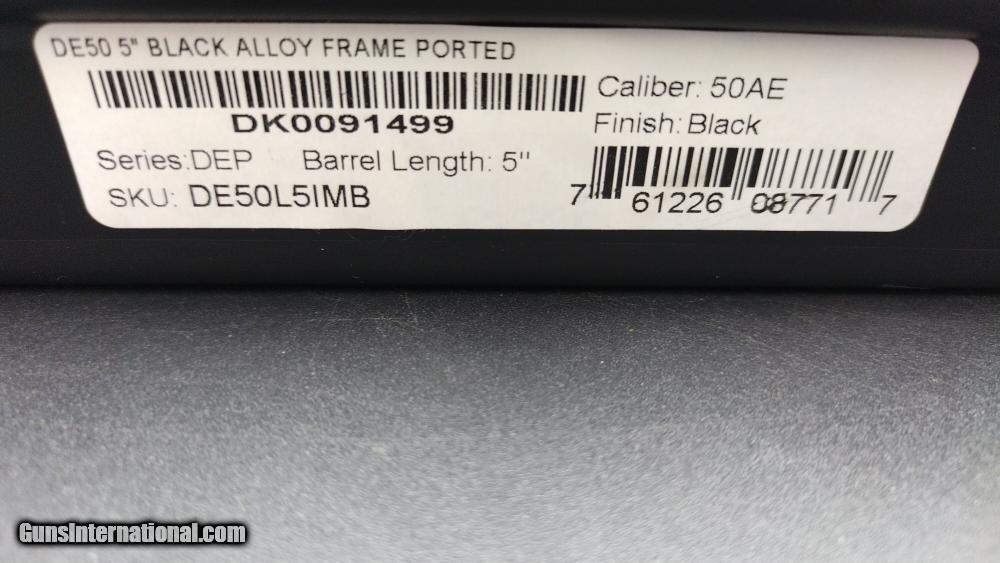 DE50 5" BLACK ALLOY FRAME PORTED
Caliber: 50AE
DK0091499
Finish: Black
Series:DEP Barrel Length: 5"
SKU: DE50L5IMB
7 61226 08771 7
GunsInternational.com